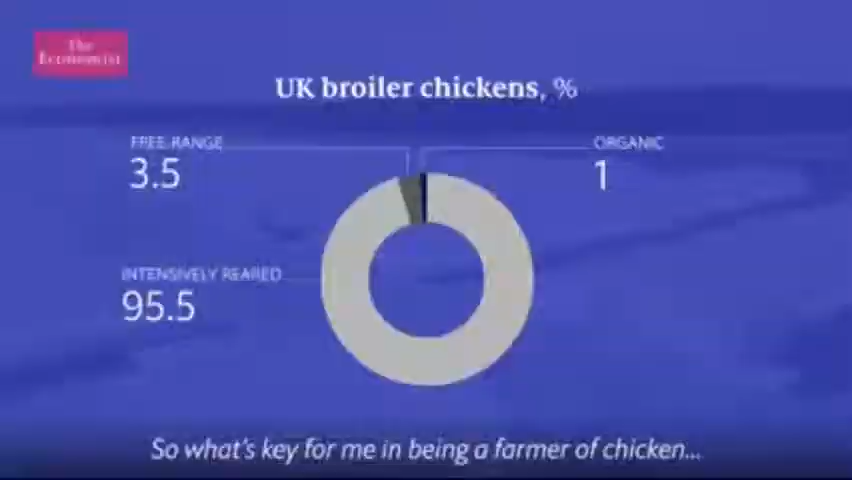 The
Economist
UK broiler chickens, %
FREE-RANGE
3.5
ORGANIC
1
INTENSIVELY REARED
95.5
So what's key for me in being a farmer of chicken...